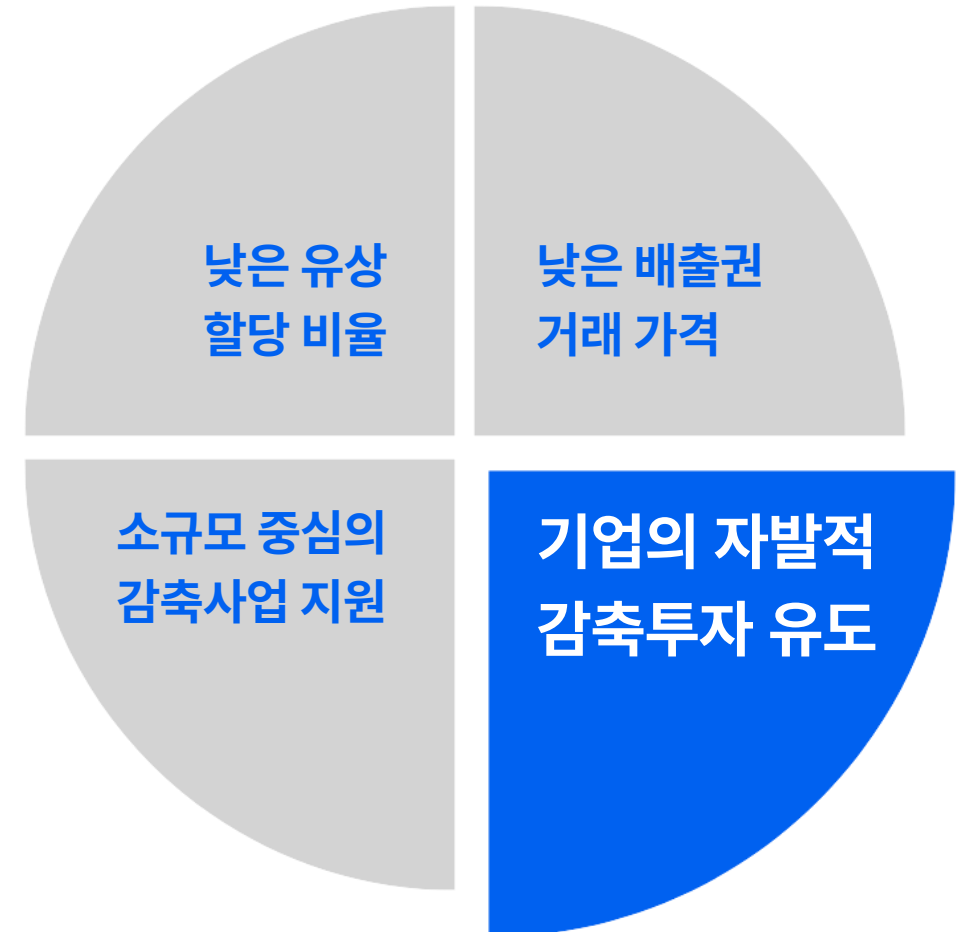 낮은 유상
할당 비율
낮은 배출권
거래 가격
소규모 중심의
감축사업 지원
기업의 자발적
감축투자 유도